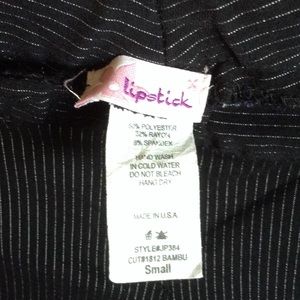 lipstick
60% POLYESTER
32% RAYON
8% SPANDEX
HAND WASH
IN COLD WATER
DO NOT BLEACH
HANG DRY
MADE IN U.S.A.
STYLE#JP384
CUT#1812 BAMBU
Small